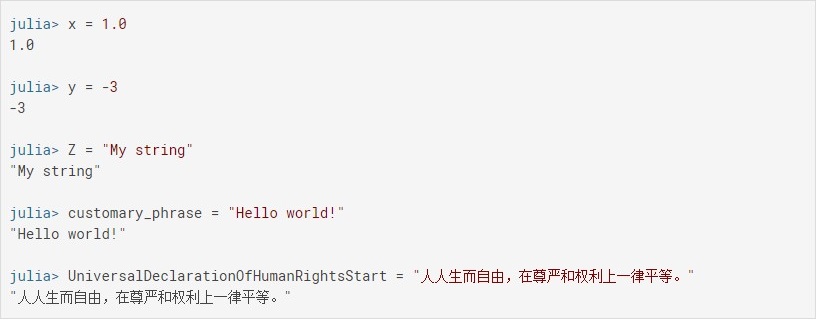 julia> x = 1.0
1.0
julia> y = -3
-3
julia> Z = "My string"
"My string"
julia> customary_phrase = "Hello world!"
"Hello world!"
julia> UniversalDeclarationOfHumanRightsStart = "人人生而自由，在尊严和权利上一律平等。"
"人人生而自由，在尊严和权利上一律平等。"